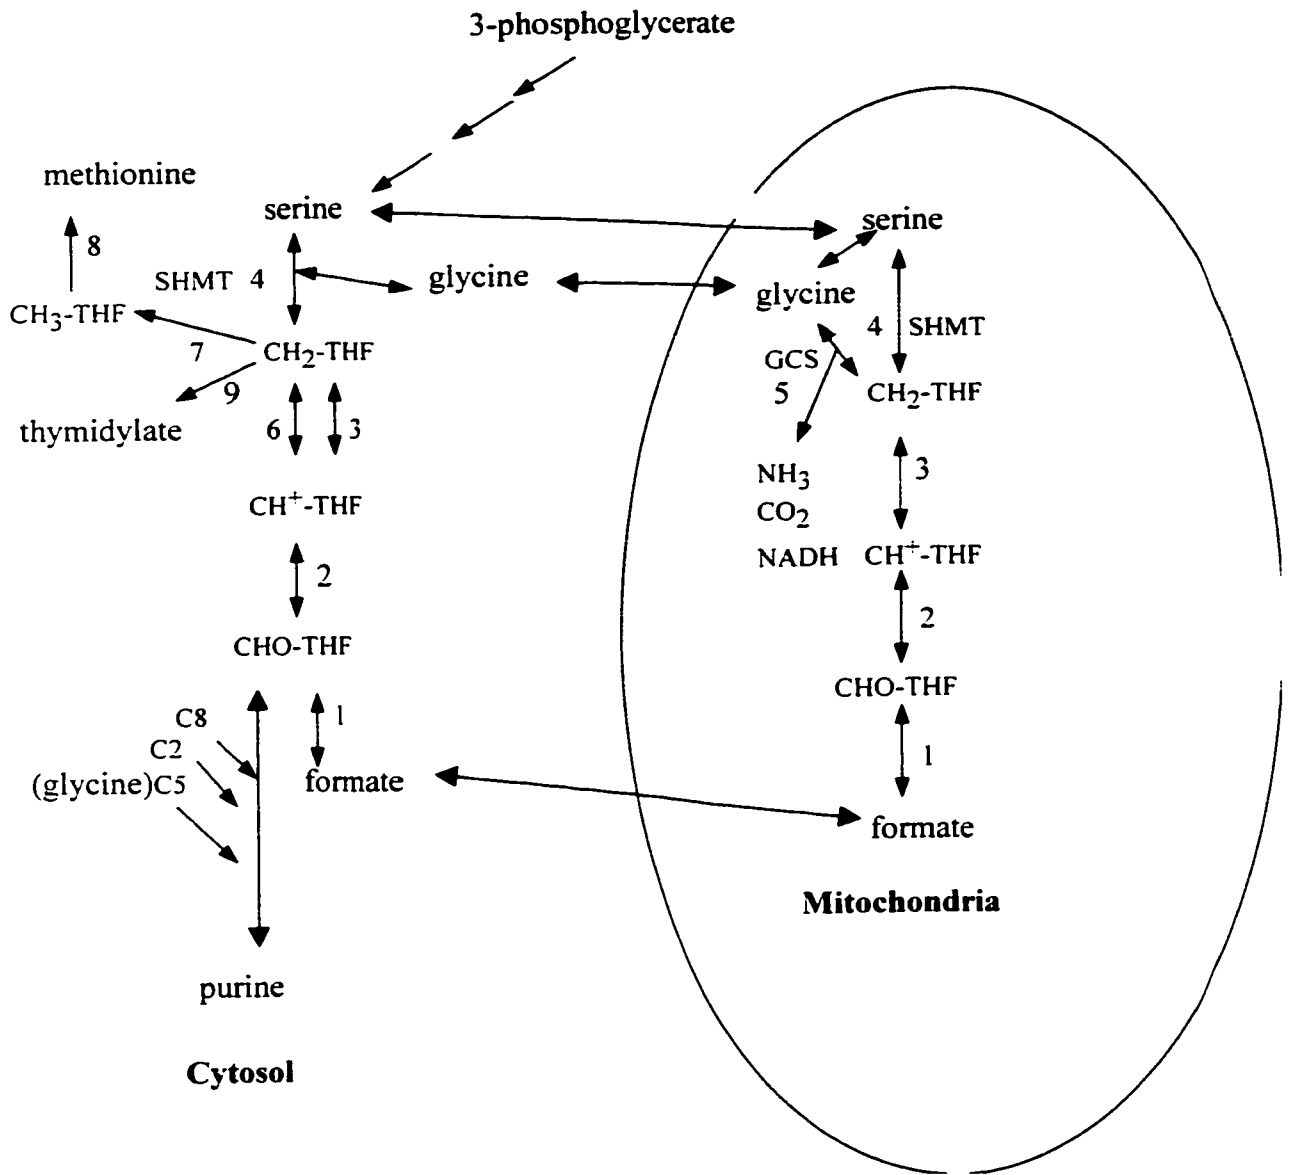 3-phosphoglycerate
methionine
serine
8
SHMT 4
glycine
CH₃-THF
7
CH₂-THF
9
thymidylate
6
3
CH⁺-THF
2
CHO-THF
C8
1
C2
(glycine)C5
formate
purine
Cytosol
serine
glycine
4 SHMT
GCS
5
CH₂-THF
NH₃
3
CO₂
NADH
CH⁺-THF
2
CHO-THF
1
formate
Mitochondria